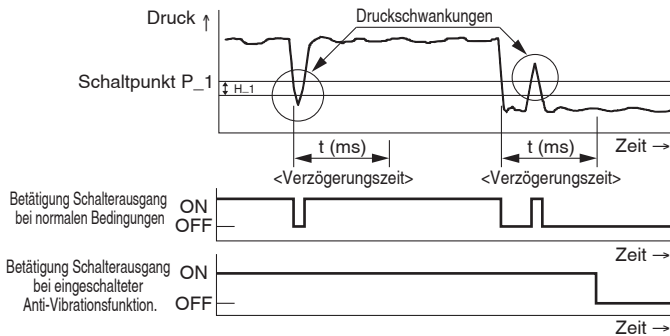 Druck ↑
Druckschwankungen
Schaltpunkt P_1
H_1
t (ms)
t (ms)
Zeit →
<Verzögerungszeit>
<Verzögerungszeit>
Betätigung Schalterausgang
bei normalen Bedingungen
ON
OFF
Zeit →
Betätigung Schalterausgang
bei eingeschalteter
Anti-Vibrationsfunktion.
ON
OFF
Zeit →